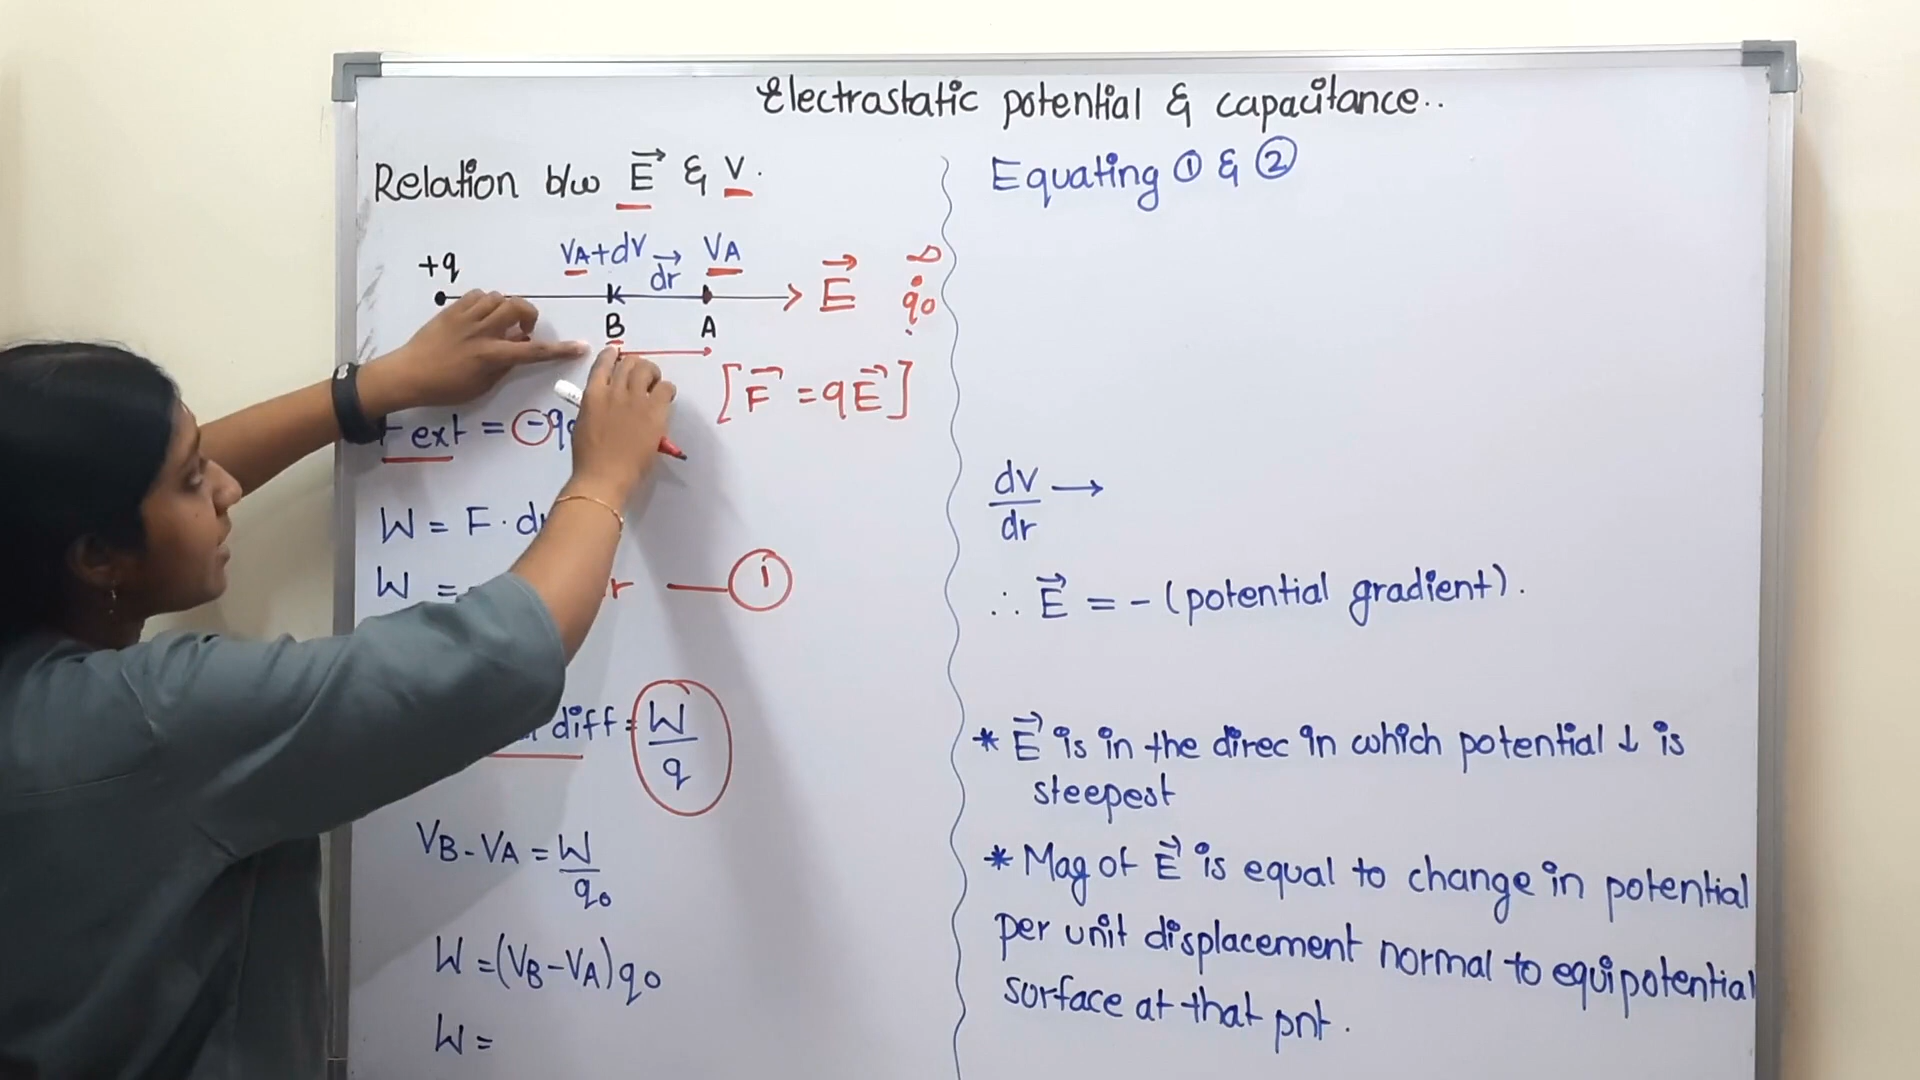 Electrastatic potential & capacitance..
Relation b/w E⃗ & V.
+q
VA+dV
dr⃗
VA
E⃗
∞
q0
B
A
[F⃗ = qE⃗]
F ext = -q
W = F · d
W = r — ①
diff = W/q
VB - VA = W/q0
W = (VB - VA) q0
W =
Equating ① & ②
dv/dr →
∴ E⃗ = - (potential gradient).
* E⃗ is in the direc in which potential ↓ is
steepest
* Mag of E⃗ is equal to change in potential
per unit displacement normal to equipotential
surface at that pnt.